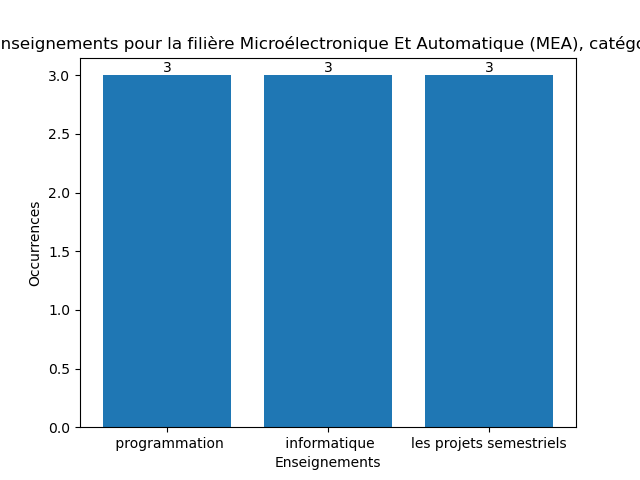 nseignements pour la filière Microélectronique Et Automatique (MEA), catégo
3 3 3
3.0
2.5
2.0
1.5
1.0
0.5
0.0
Occurrences
programmation informatique les projets semestriels
Enseignements